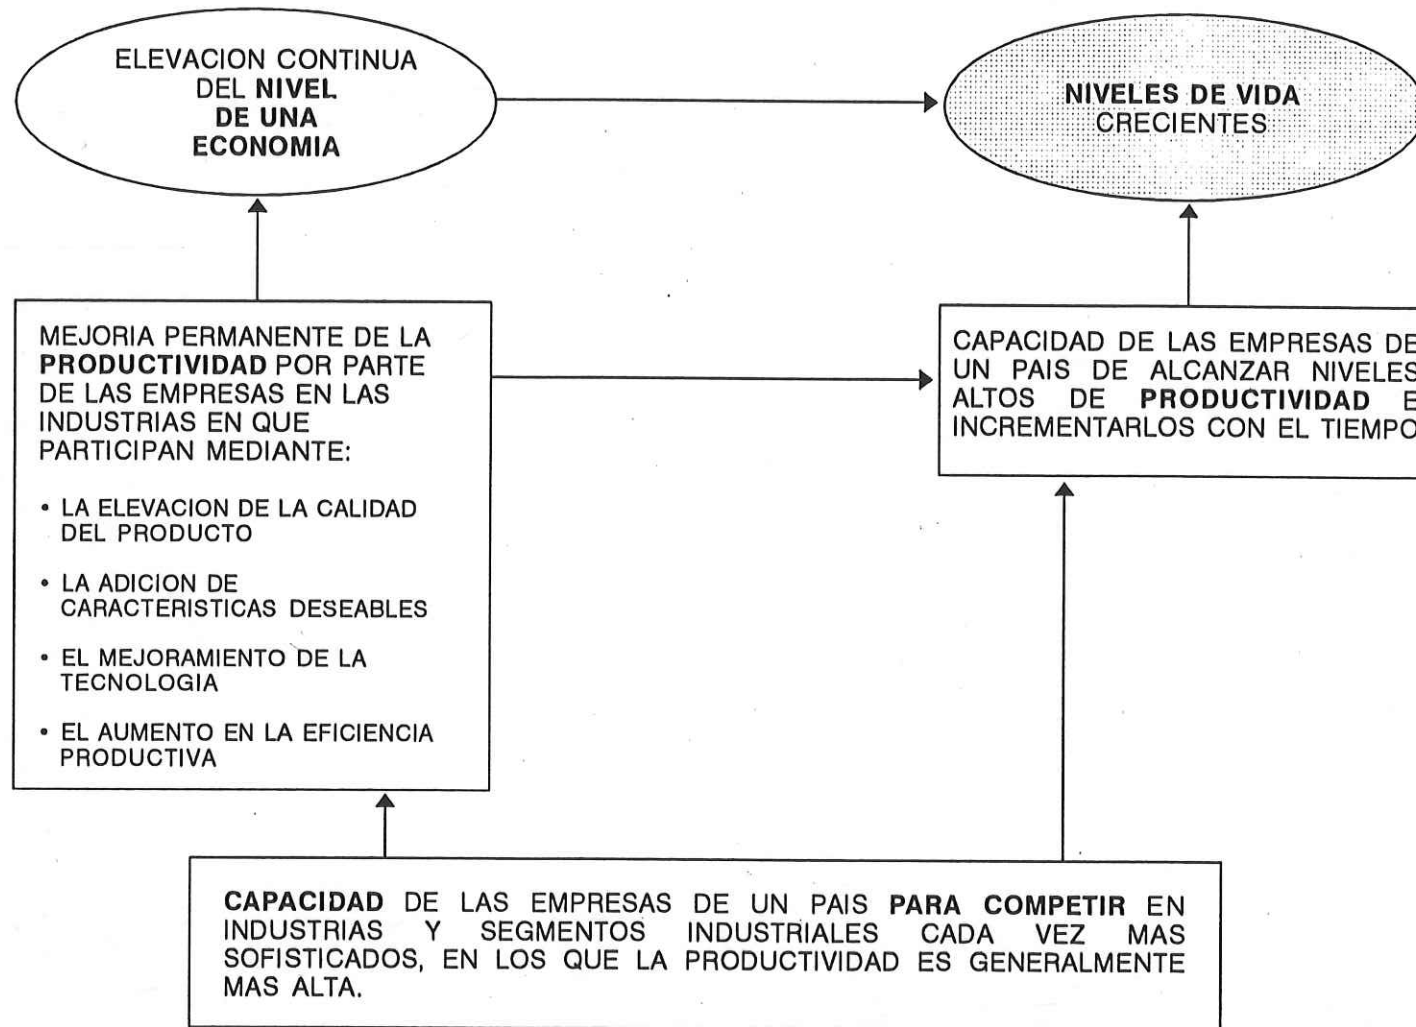 ELEVACION CONTINUA
DEL NIVEL
DE UNA
ECONOMIA
NIVELES DE VIDA
CRECIENTES
MEJORIA PERMANENTE DE LA
PRODUCTIVIDAD POR PARTE
DE LAS EMPRESAS EN LAS
INDUSTRIAS EN QUE
PARTICIPAN MEDIANTE:
• LA ELEVACION DE LA CALIDAD
DEL PRODUCTO
• LA ADICION DE
CARACTERISTICAS DESEABLES
• EL MEJORAMIENTO DE LA
TECNOLOGIA
• EL AUMENTO EN LA EFICIENCIA
PRODUCTIVA
CAPACIDAD DE LAS EMPRESAS DE
UN PAIS DE ALCANZAR NIVELES
ALTOS DE PRODUCTIVIDAD E
INCREMENTARLOS CON EL TIEMPO
CAPACIDAD DE LAS EMPRESAS DE UN PAIS PARA COMPETIR EN
INDUSTRIAS Y SEGMENTOS INDUSTRIALES CADA VEZ MAS
SOFISTICADOS, EN LOS QUE LA PRODUCTIVIDAD ES GENERALMENTE
MAS ALTA.